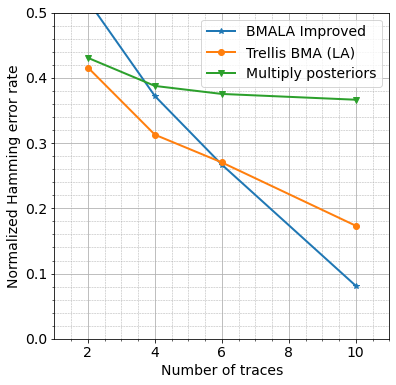 BMALA Improved
Trellis BMA (LA)
Multiply posteriors
Normalized Hamming error rate
0.5
0.4
0.3
0.2
0.1
0.0
2 4 6 8 10
Number of traces